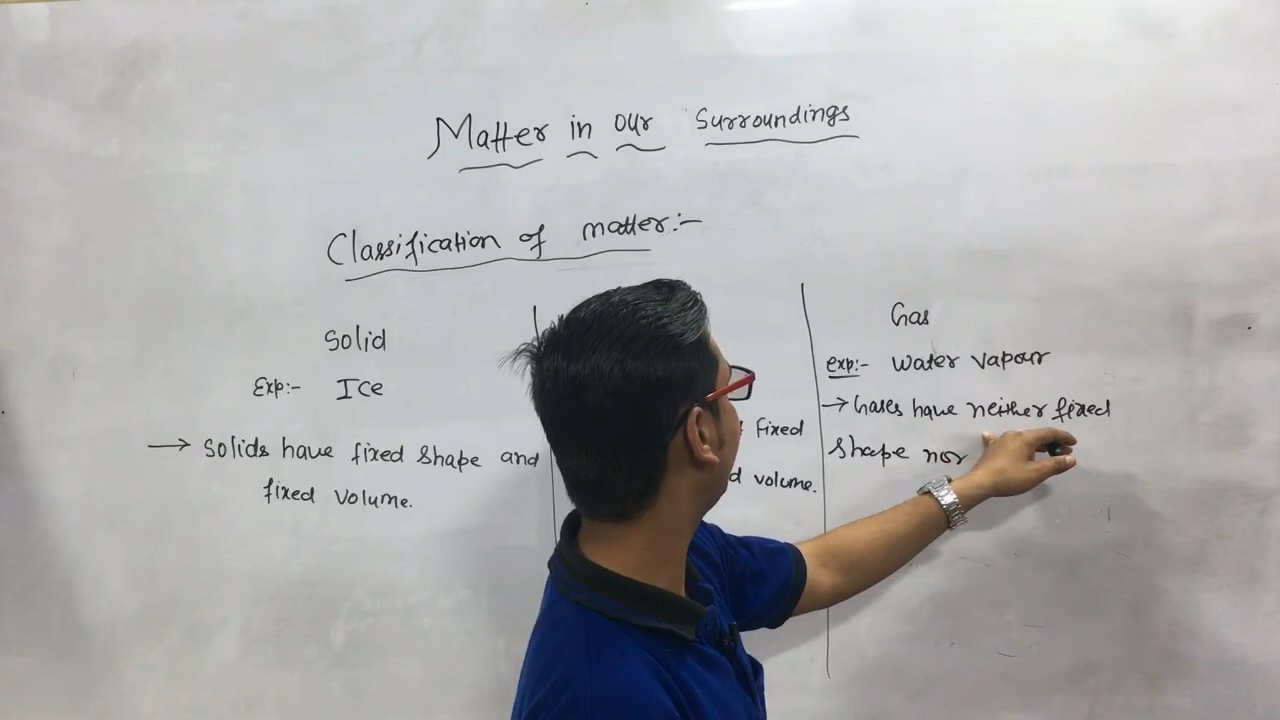 Matter in our Surroundings
Classification of matter:-
Solid
Exp:- Ice
→ Solids have fixed shape and
fixed volume.
fixed
volume.
Gas
Exp:- Water vapour
→ Gases have neither fixed
shape nor